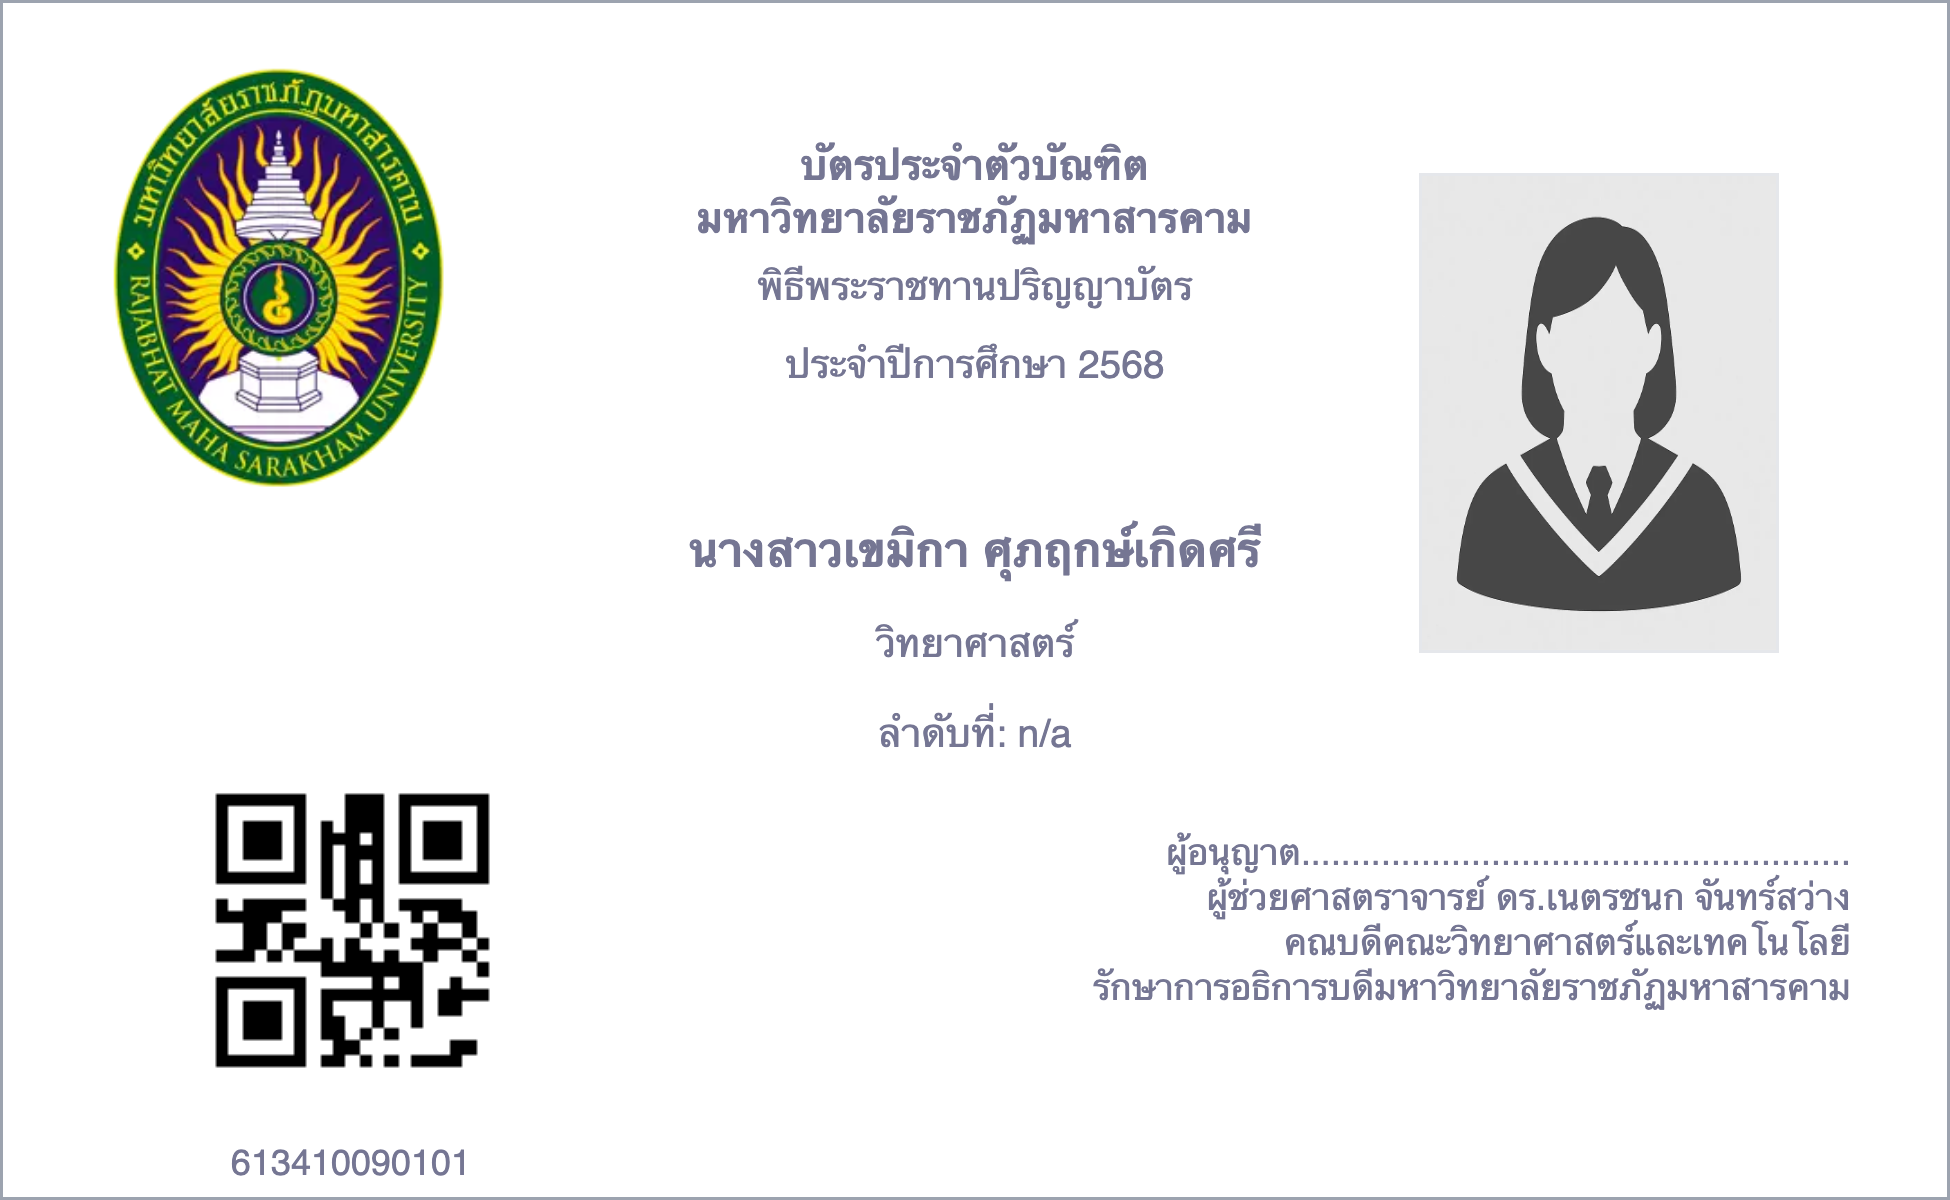 มหาวิทยาลัยราชภัฏมหาสารคาม
RAJABHAT MAHA SARAKHAM UNIVERSITY
บัตรประจำตัวบัณฑิต
มหาวิทยาลัยราชภัฏมหาสารคาม
พิธีพระราชทานปริญญาบัตร
ประจำปีการศึกษา 2568
นางสาวเขมิกา ศุภฤกษ์เกิดศรี
วิทยาศาสตร์
ลำดับที่: n/a
ผู้อนุญาต.......................................................
ผู้ช่วยศาสตราจารย์ ดร.เนตรชนก จันทร์สว่าง
คณบดีคณะวิทยาศาสตร์และเทคโนโลยี
รักษาการอธิการบดีมหาวิทยาลัยราชภัฏมหาสารคาม
613410090101